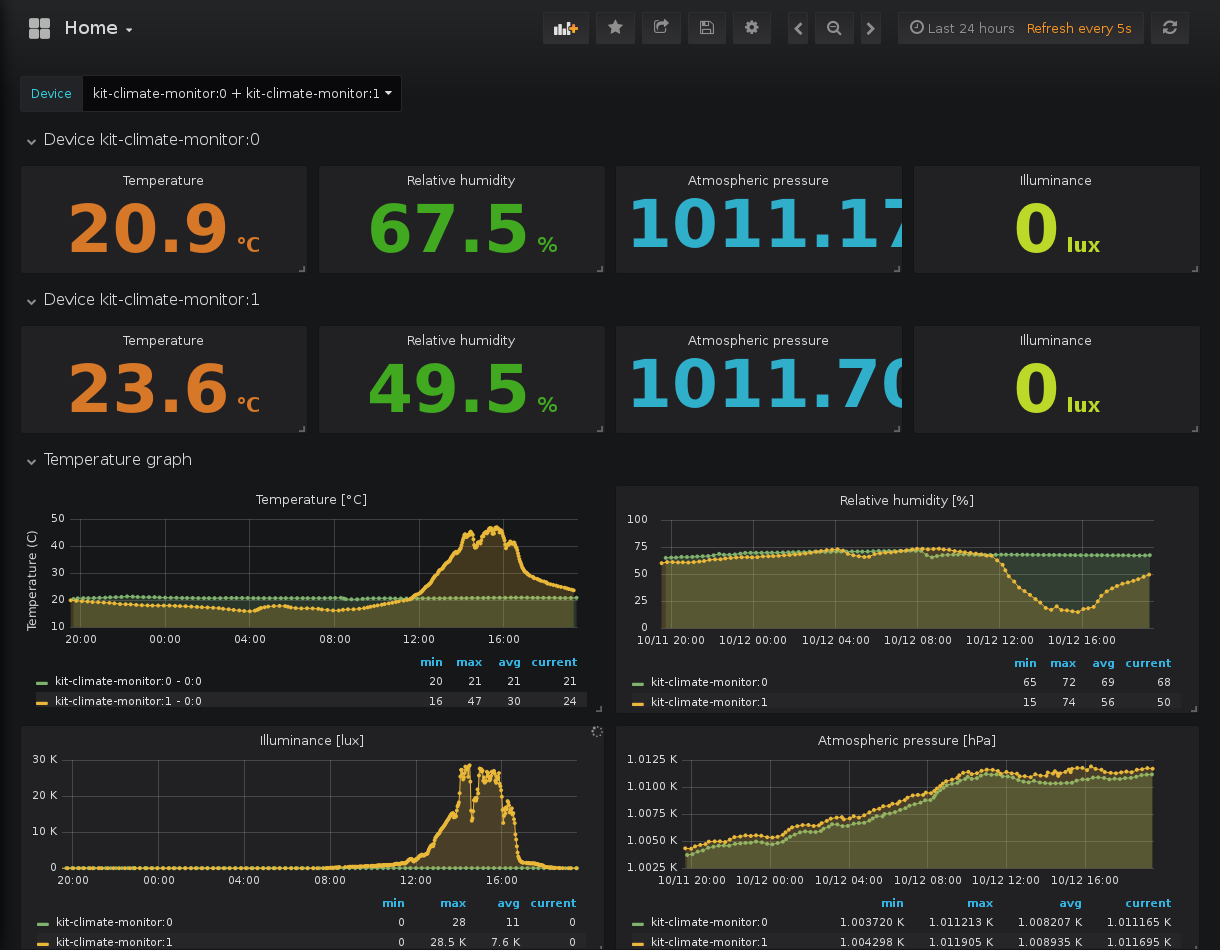 Home
Last 24 hours Refresh every 5s
Device kit-climate-monitor:0 + kit-climate-monitor:1
Device kit-climate-monitor:0
Temperature Relative humidity Atmospheric pressure Illuminance
20.9 °C 67.5 % 1011.17 0 lux
Device kit-climate-monitor:1
Temperature Relative humidity Atmospheric pressure Illuminance
23.6 °C 49.5 % 1011.70 0 lux
Temperature graph
Temperature [°C]
Temperature (C)
50
40
30
20
10
20:00 00:00 04:00 08:00 12:00 16:00
min max avg current
kit-climate-monitor:0 - 0:0 20 21 21 21
kit-climate-monitor:1 - 0:0 16 47 30 24
Relative humidity [%]
100
75
50
25
0
10/11 20:00 10/12 00:00 10/12 04:00 10/12 08:00 10/12 12:00 10/12 16:00
min max avg current
kit-climate-monitor:0 65 72 69 68
kit-climate-monitor:1 15 74 56 50
Illuminance [lux]
30 K
20 K
10 K
0
20:00 00:00 04:00 08:00 12:00 16:00
min max avg current
kit-climate-monitor:0 0 28 11 0
kit-climate-monitor:1 0 28.5 K 7.6 K 0
Atmospheric pressure [hPa]
1.0125 K
1.0100 K
1.0075 K
1.0050 K
1.0025 K
10/11 20:00 10/12 00:00 10/12 04:00 10/12 08:00 10/12 12:00 10/12 16:00
min max avg current
kit-climate-monitor:0 1.003720 K 1.011213 K 1.008207 K 1.011165 K
kit-climate-monitor:1 1.004298 K 1.011905 K 1.008935 K 1.011695 K